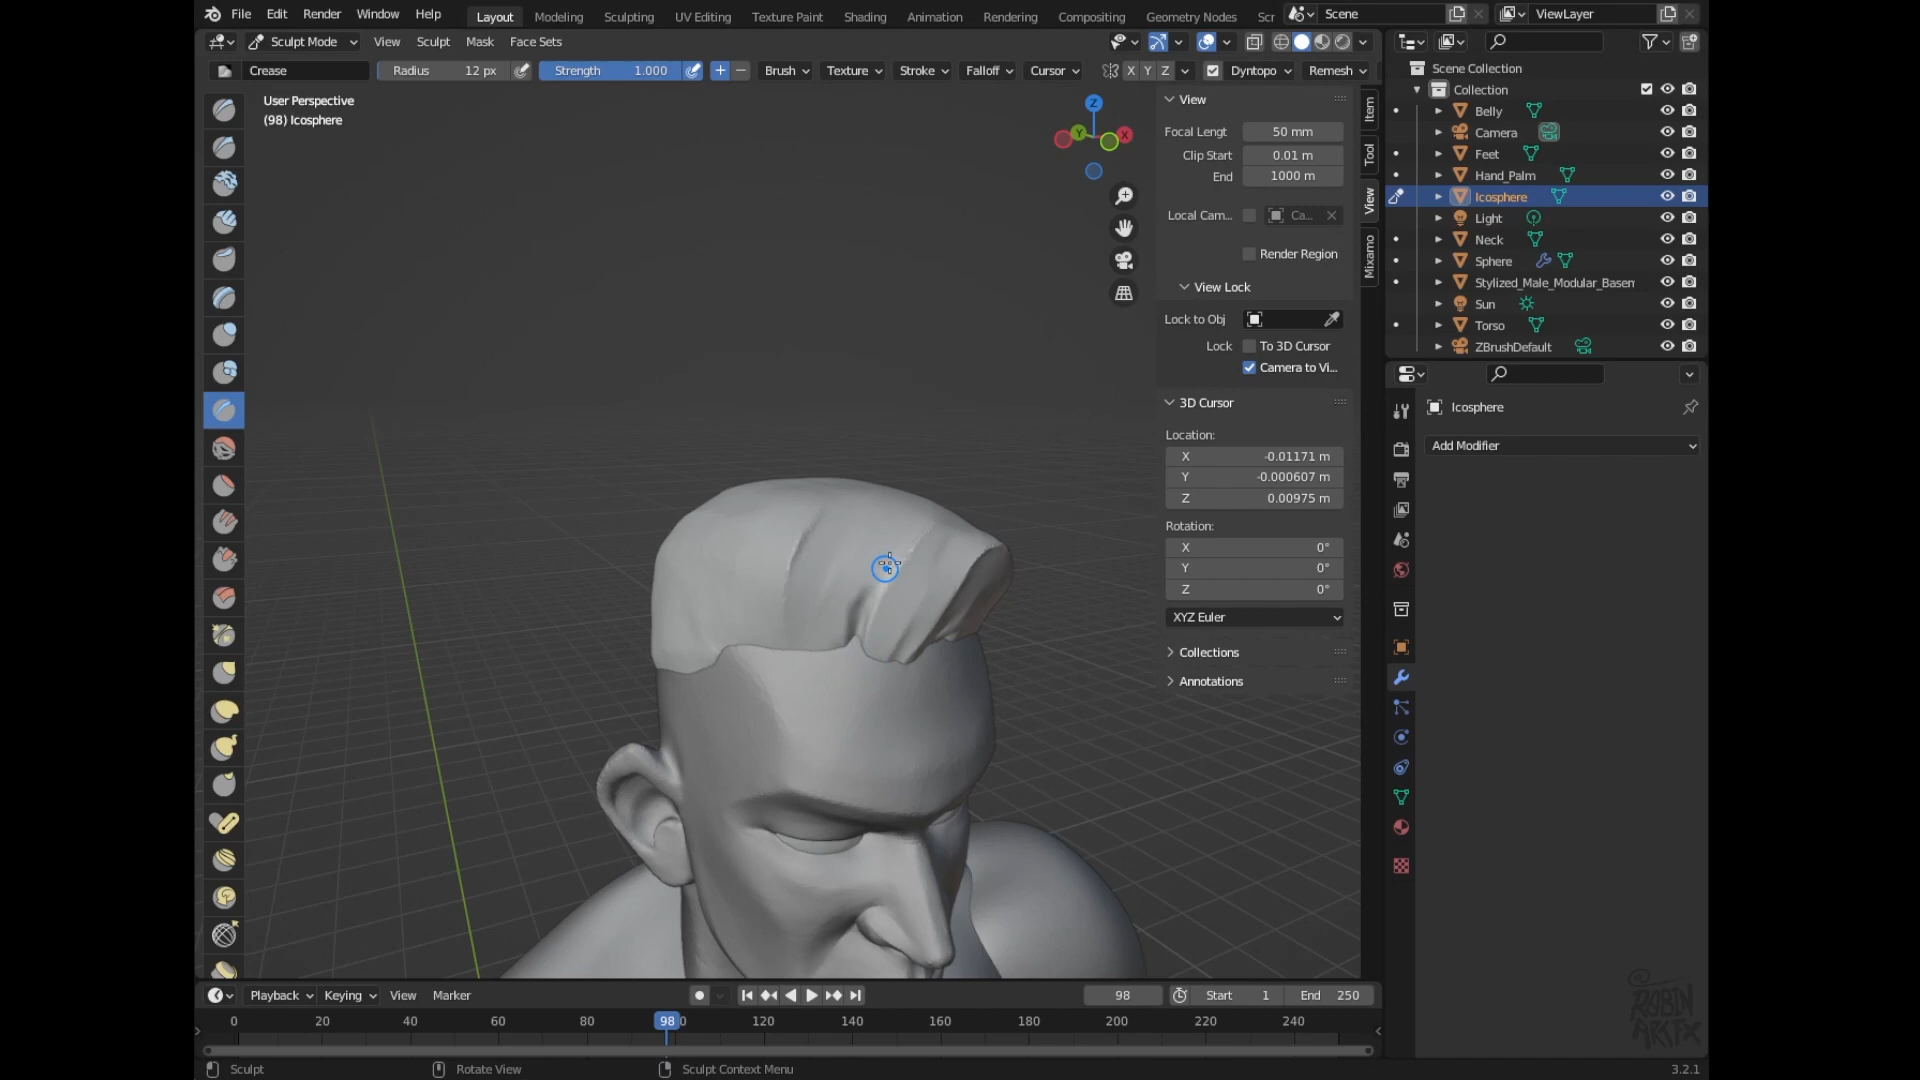 File Edit Render Window Help Layout Modeling Sculpting UV Editing Texture Paint Shading Animation Rendering Compositing Geometry Nodes Scr Scene ViewLayer
Sculpt Mode View Sculpt Mask Face Sets
Crease Radius 12 px Strength 1.000 Brush Texture Stroke Falloff Cursor X Y Z Dyntopo Remesh
User Perspective
(98) Icosphere
Z
Y
X
View
Focal Lengt 50 mm
Clip Start 0.01 m
End 1000 m
Local Cam... Ca...
Render Region
View Lock
Lock to Obj
Lock To 3D Cursor
Camera to Vi...
3D Cursor
Location:
X -0.01171 m
Y -0.000607 m
Z 0.00975 m
Rotation:
X 0°
Y 0°
Z 0°
XYZ Euler
Collections
Annotations
Item
Tool
View
Mixamo
Scene Collection
Collection
Belly
Camera
Feet
Hand_Palm
Icosphere
Light
Neck
Sphere
Stylized_Male_Modular_Basem
Sun
Torso
ZBrushDefault
Icosphere
Add Modifier
Playback Keying View Marker 98 Start 1 End 250
0 20 40 60 80 98 0 120 140 160 180 200 220 240
Sculpt Rotate View Sculpt Context Menu 3.2.1
@
ROBIN
ARTFX